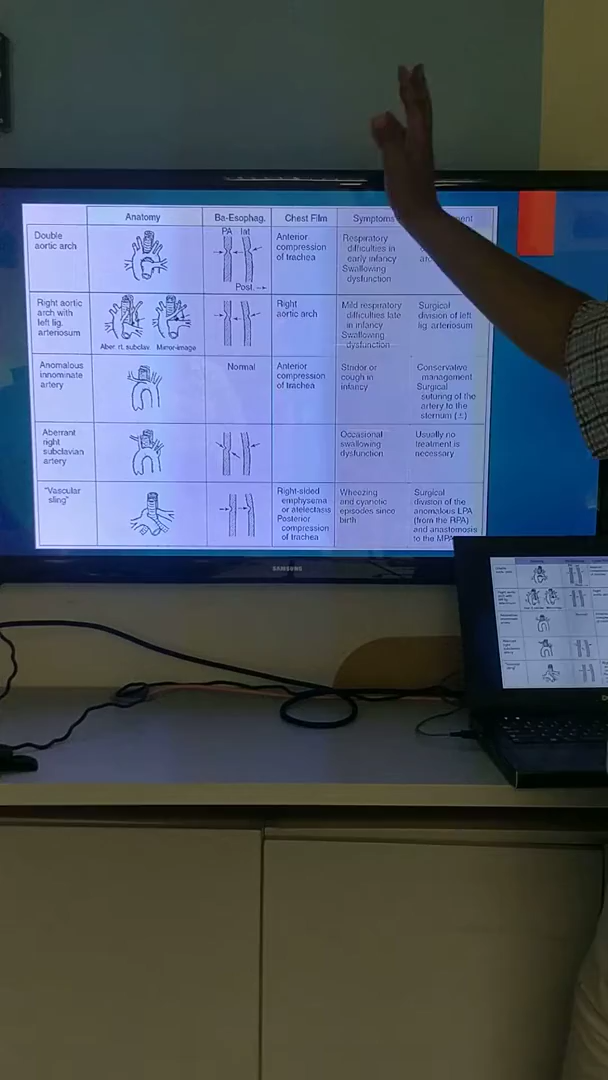 Anatomy
Ba-Esophag.
Chest Film
Symptoms
Double
aortic arch
PA lat
Post.
Anterior
compression
of trachea
Respiratory
difficulties in
early infancy
Swallowing
dysfunction
Right aortic
arch with
left lig.
arteriosum
Aber. rt. subclav. Mirror-image
Right
aortic arch
Mild respiratory
difficulties late
in infancy
Swallowing
dysfunction
Surgical
division of left
lig. arteriosum
Anomalous
innominate
artery
Normal
Anterior
compression
of trachea
Stridor or
cough in
infancy
Conservative
management
Surgical
suturing of the
artery to the
sternum (±)
Aberrant
right
subclavian
artery
Occasional
swallowing
dysfunction
Usually no
treatment is
necessary
"Vascular
sling"
Right-sided
emphysema
or atelectasis
Posterior
compression
of trachea
Wheezing
and cyanotic
episodes since
birth
Surgical
division of the
anomalous LPA
(from the RPA)
and anastomosis
to the MPA
SAMSUNG